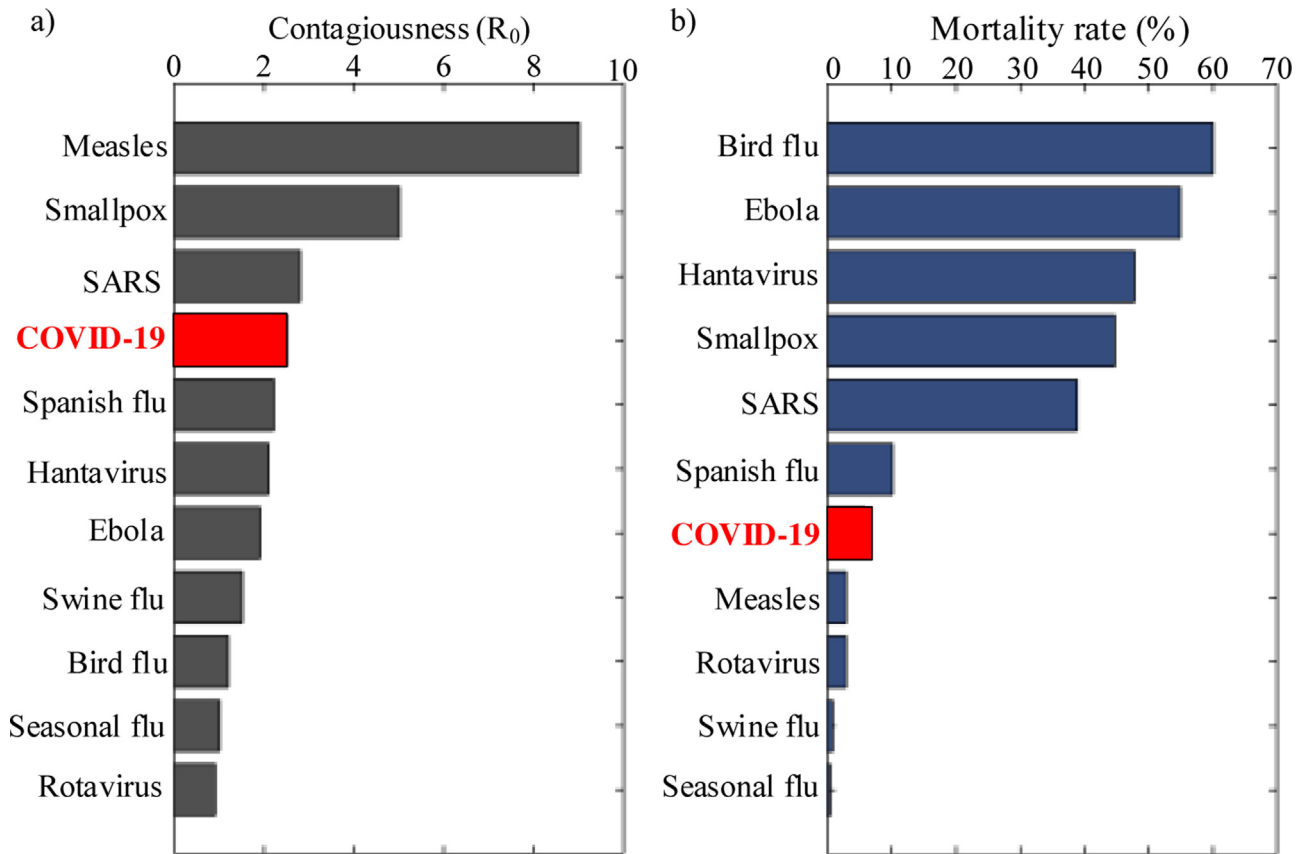 a)
Contagiousness (R₀)
0 2 4 6 8 10
Measles
Smallpox
SARS
COVID-19
Spanish flu
Hantavirus
Ebola
Swine flu
Bird flu
Seasonal flu
Rotavirus
b)
Mortality rate (%)
0 10 20 30 40 50 60 70
Bird flu
Ebola
Hantavirus
Smallpox
SARS
Spanish flu
COVID-19
Measles
Rotavirus
Swine flu
Seasonal flu